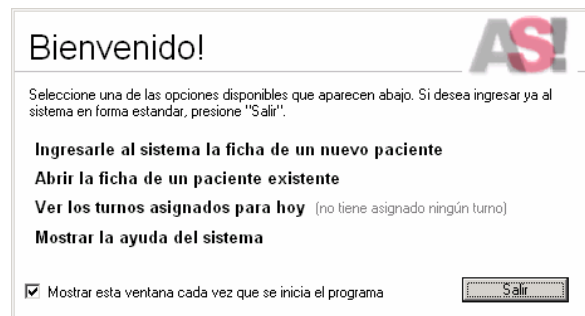 Bienvenido!
AS!
Seleccione una de las opciones disponibles que aparecen abajo. Si desea ingresar ya al
sistema en forma estandar, presione "Salir".
Ingresarle al sistema la ficha de un nuevo paciente
Abrir la ficha de un paciente existente
Ver los turnos asignados para hoy (no tiene asignado ningún turno)
Mostrar la ayuda del sistema
Mostrar esta ventana cada vez que se inicia el programa
Salir